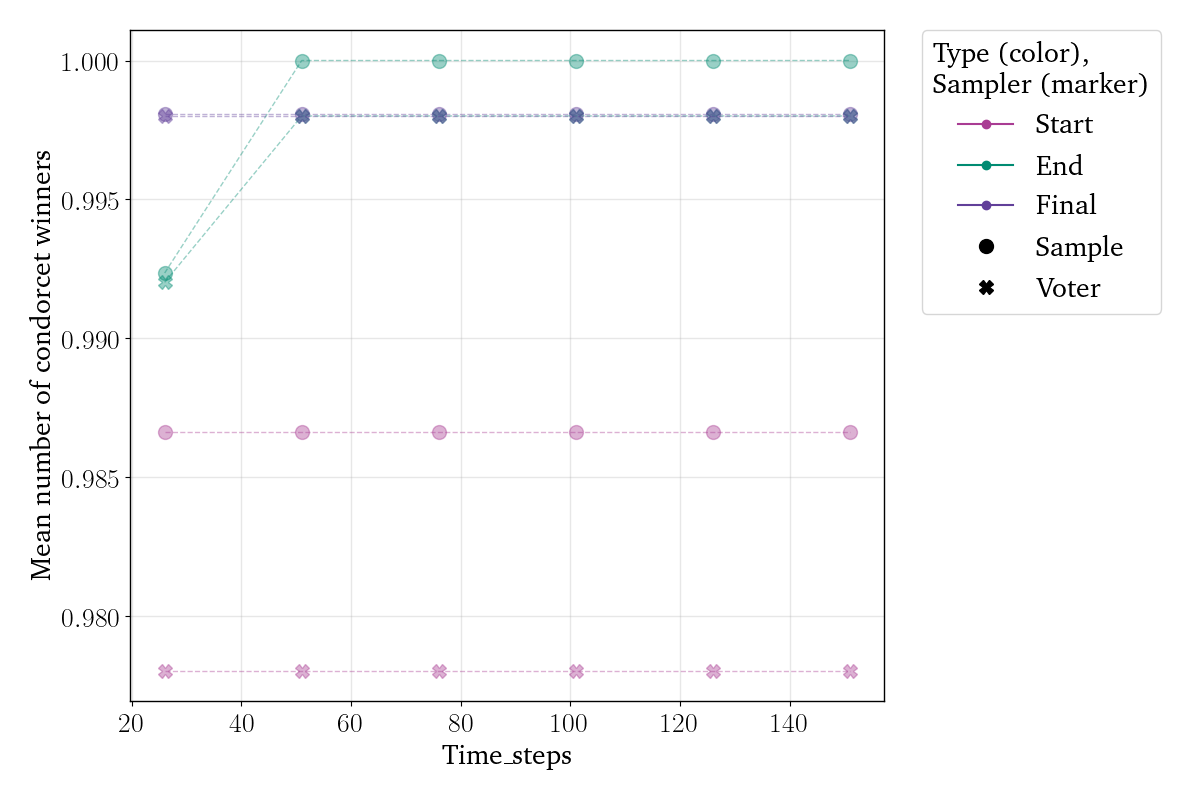 Mean number of condorcet winners
1.000
0.995
0.990
0.985
0.980
20 40 60 80 100 120 140
Time_steps
Type (color),
Sampler (marker)
Start
End
Final
Sample
Voter